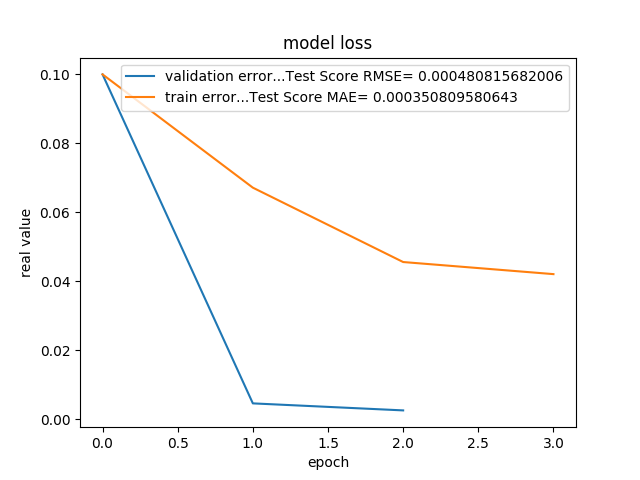 model loss
validation error...Test Score RMSE= 0.000480815682006
train error...Test Score MAE= 0.000350809580643
0.10
0.08
0.06
0.04
0.02
0.00
real value
0.0 0.5 1.0 1.5 2.0 2.5 3.0
epoch